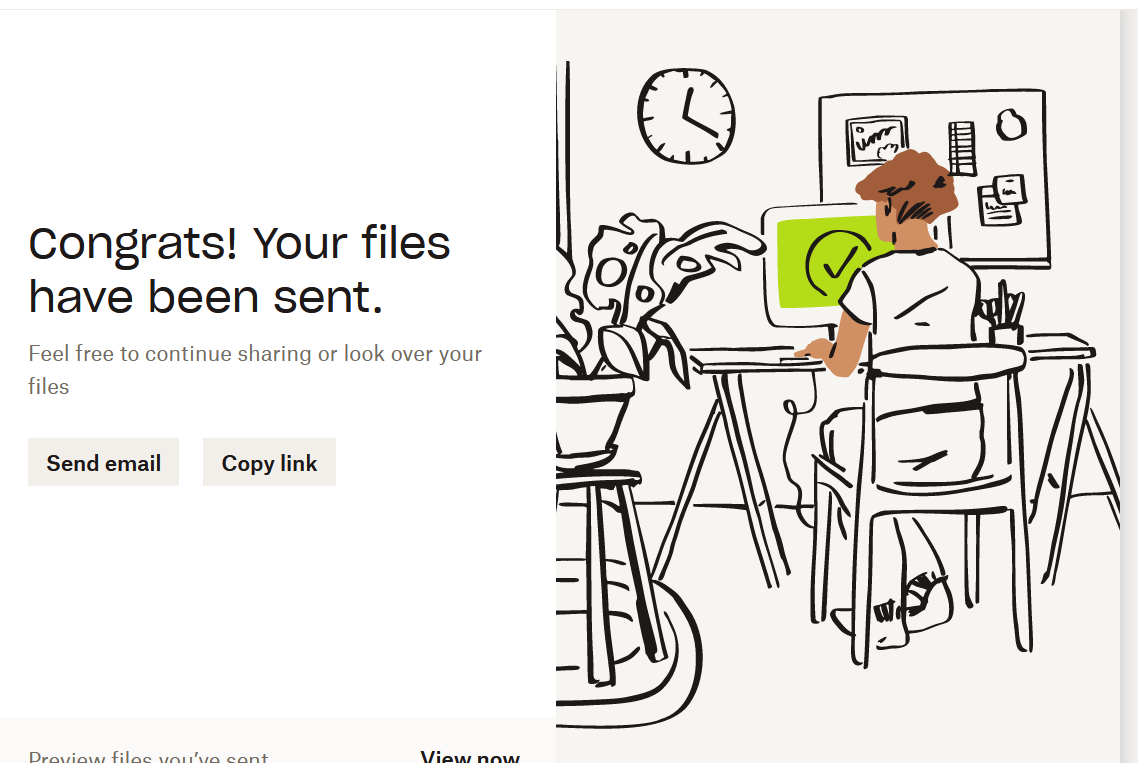 Congrats! Your files
have been sent.
Feel free to continue sharing or look over your
files
Send email
Copy link
Preview files you've sent
View now